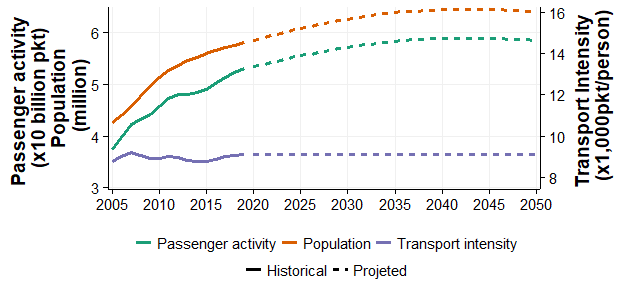 Passenger activity
(x10 billion pkt)
Population
(million)
6
5
4
3
16
14
12
10
8
Transport Intensity
(x1,000pkt/person)
2005 2010 2015 2020 2025 2030 2035 2040 2045 2050
Passenger activity Population Transport intensity
Historical Projeted